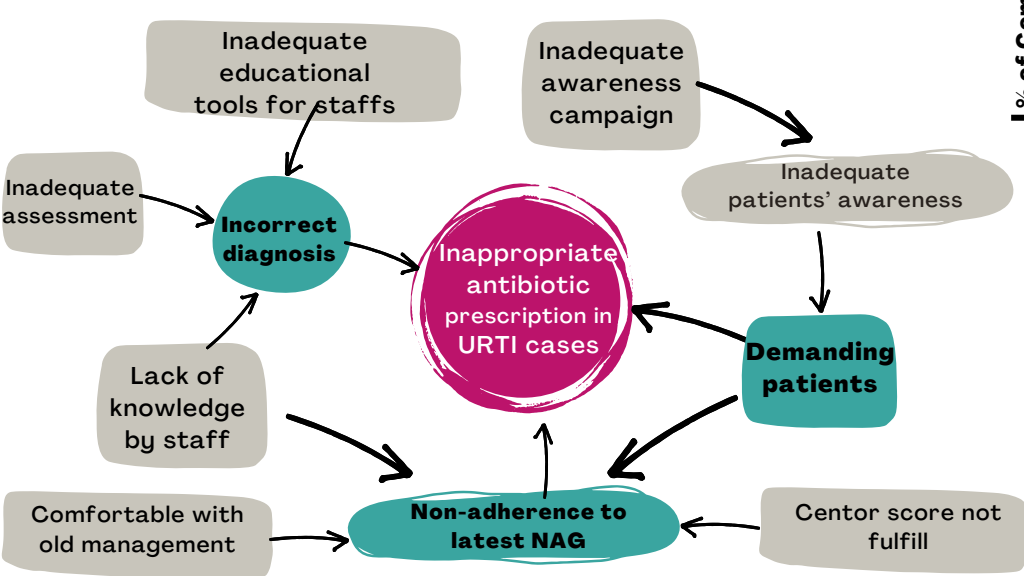 Inadequate
educational
tools for staffs
Inadequate
awareness
campaign
Inadequate
assessment
Incorrect
diagnosis
Inadequate
patients' awareness
Inappropriate
antibiotic
prescription in
URTI cases
Demanding
patients
Lack of
knowledge
by staff
Comfortable with
old management
Non-adherence to
latest NAG
Centor score not
fulfill
% of